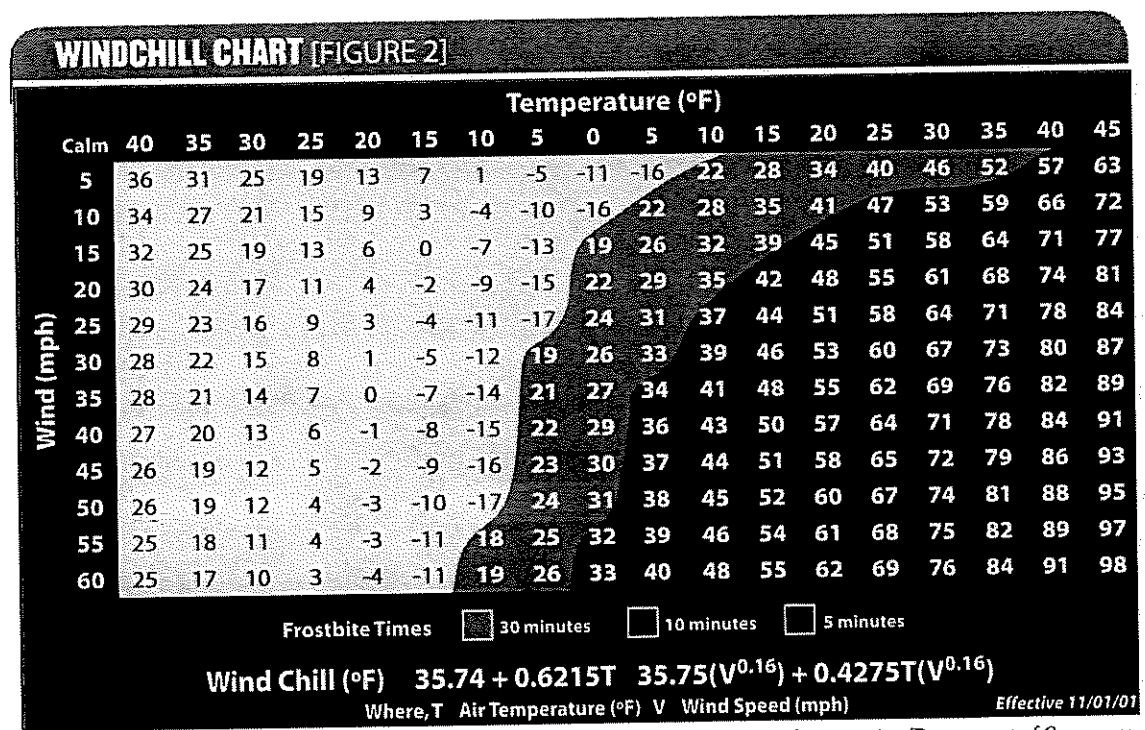 WINDCHILL CHART [FIGURE 2]
Temperature (ºF)
Calm 40 35 30 25 20 15 10 5 0 5 10 15 20 25 30 35 40 45
5 36 31 25 19 13 7 1 -5 -11 -16 22 28 34 40 46 52 57 63
10 34 27 21 15 9 3 -4 -10 -16 22 28 35 41 47 53 59 66 72
15 32 25 19 13 6 0 -7 -13 19 26 32 39 45 51 58 64 71 77
20 30 24 17 11 4 -2 -9 -15 22 29 35 42 48 55 61 68 74 81
25 29 23 16 9 3 -4 -11 -17 24 31 37 44 51 58 64 71 78 84
30 28 22 15 8 1 -5 -12 19 26 33 39 46 53 60 67 73 80 87
35 28 21 14 7 0 -7 -14 21 27 34 41 48 55 62 69 76 82 89
40 27 20 13 6 -1 -8 -15 22 29 36 43 50 57 64 71 78 84 91
45 26 19 12 5 -2 -9 -16 23 30 37 44 51 58 65 72 79 86 93
50 26 19 12 4 -3 -10 -17 24 31 38 45 52 60 67 74 81 88 95
55 25 18 11 4 -3 -11 18 25 32 39 46 54 61 68 75 82 89 97
60 25 17 10 3 -4 -11 19 26 33 40 48 55 62 69 76 84 91 98
Wind (mph)
Frostbite Times 30 minutes 10 minutes 5 minutes
Wind Chill (ºF) 35.74 + 0.6215T 35.75(V0.16) + 0.4275T(V0.16)
Where, T Air Temperature (ºF) V Wind Speed (mph) Effective 11/01/01